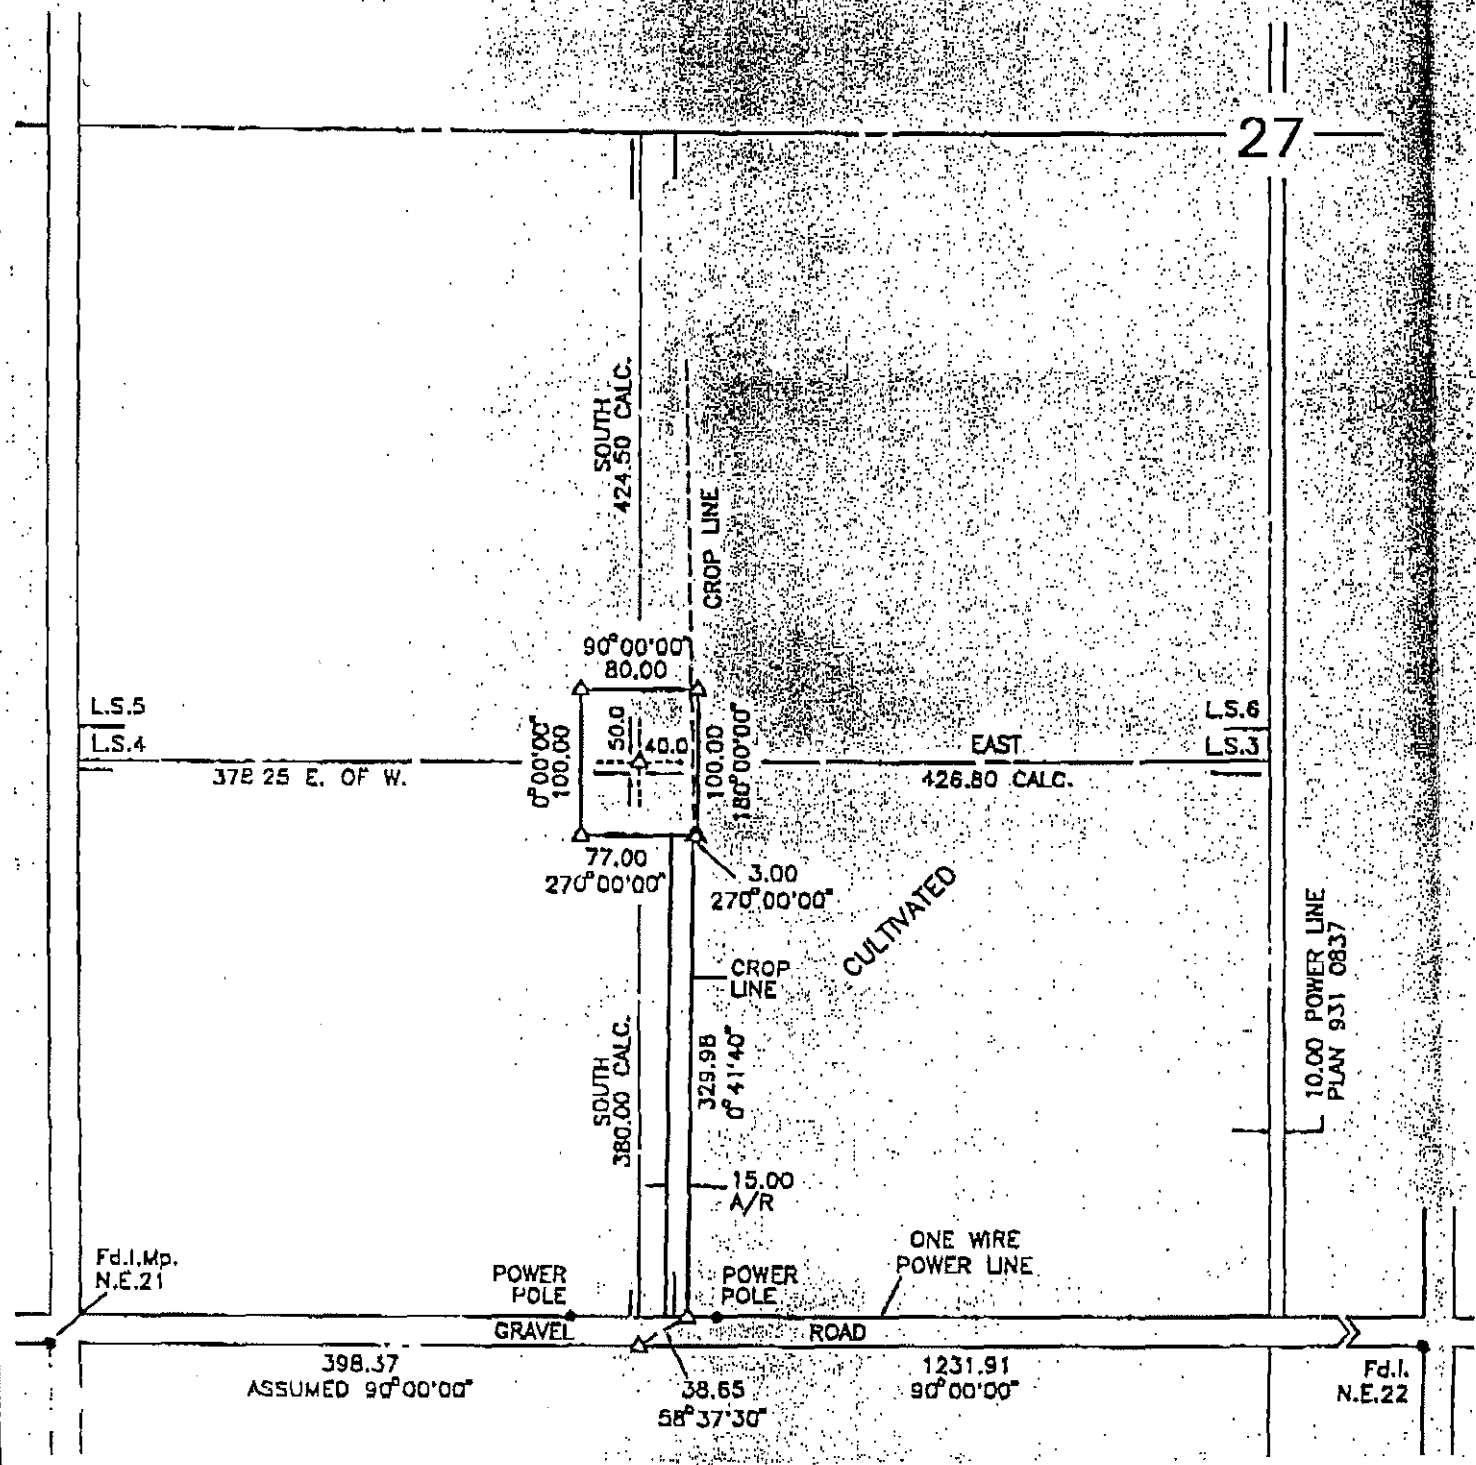 27
SOUTH
424.50 CALC.
CROP LINE
90°00'00"
80.00
L.S.5
L.S.4
378.25 E. OF W.
0°00'00"
100.00
50.0
40.0
100.00
180°00'00"
L.S.6
L.S.3
EAST
426.80 CALC.
77.00
270°00'00"
3.00
270°00'00"
CULTIVATED
CROP
LINE
10.00 POWER LINE
PLAN 931 0837
SOUTH
380.00 CALC.
329.98
0°41'40"
15.00
A/R
Fd.I.Mp.
N.E.21
POWER
POLE
POWER
POLE
ONE WIRE
POWER LINE
GRAVEL
ROAD
398.37
ASSUMED 90°00'00"
38.65
58°37'30"
1231.91
90°00'00"
Fd.I.
N.E.22